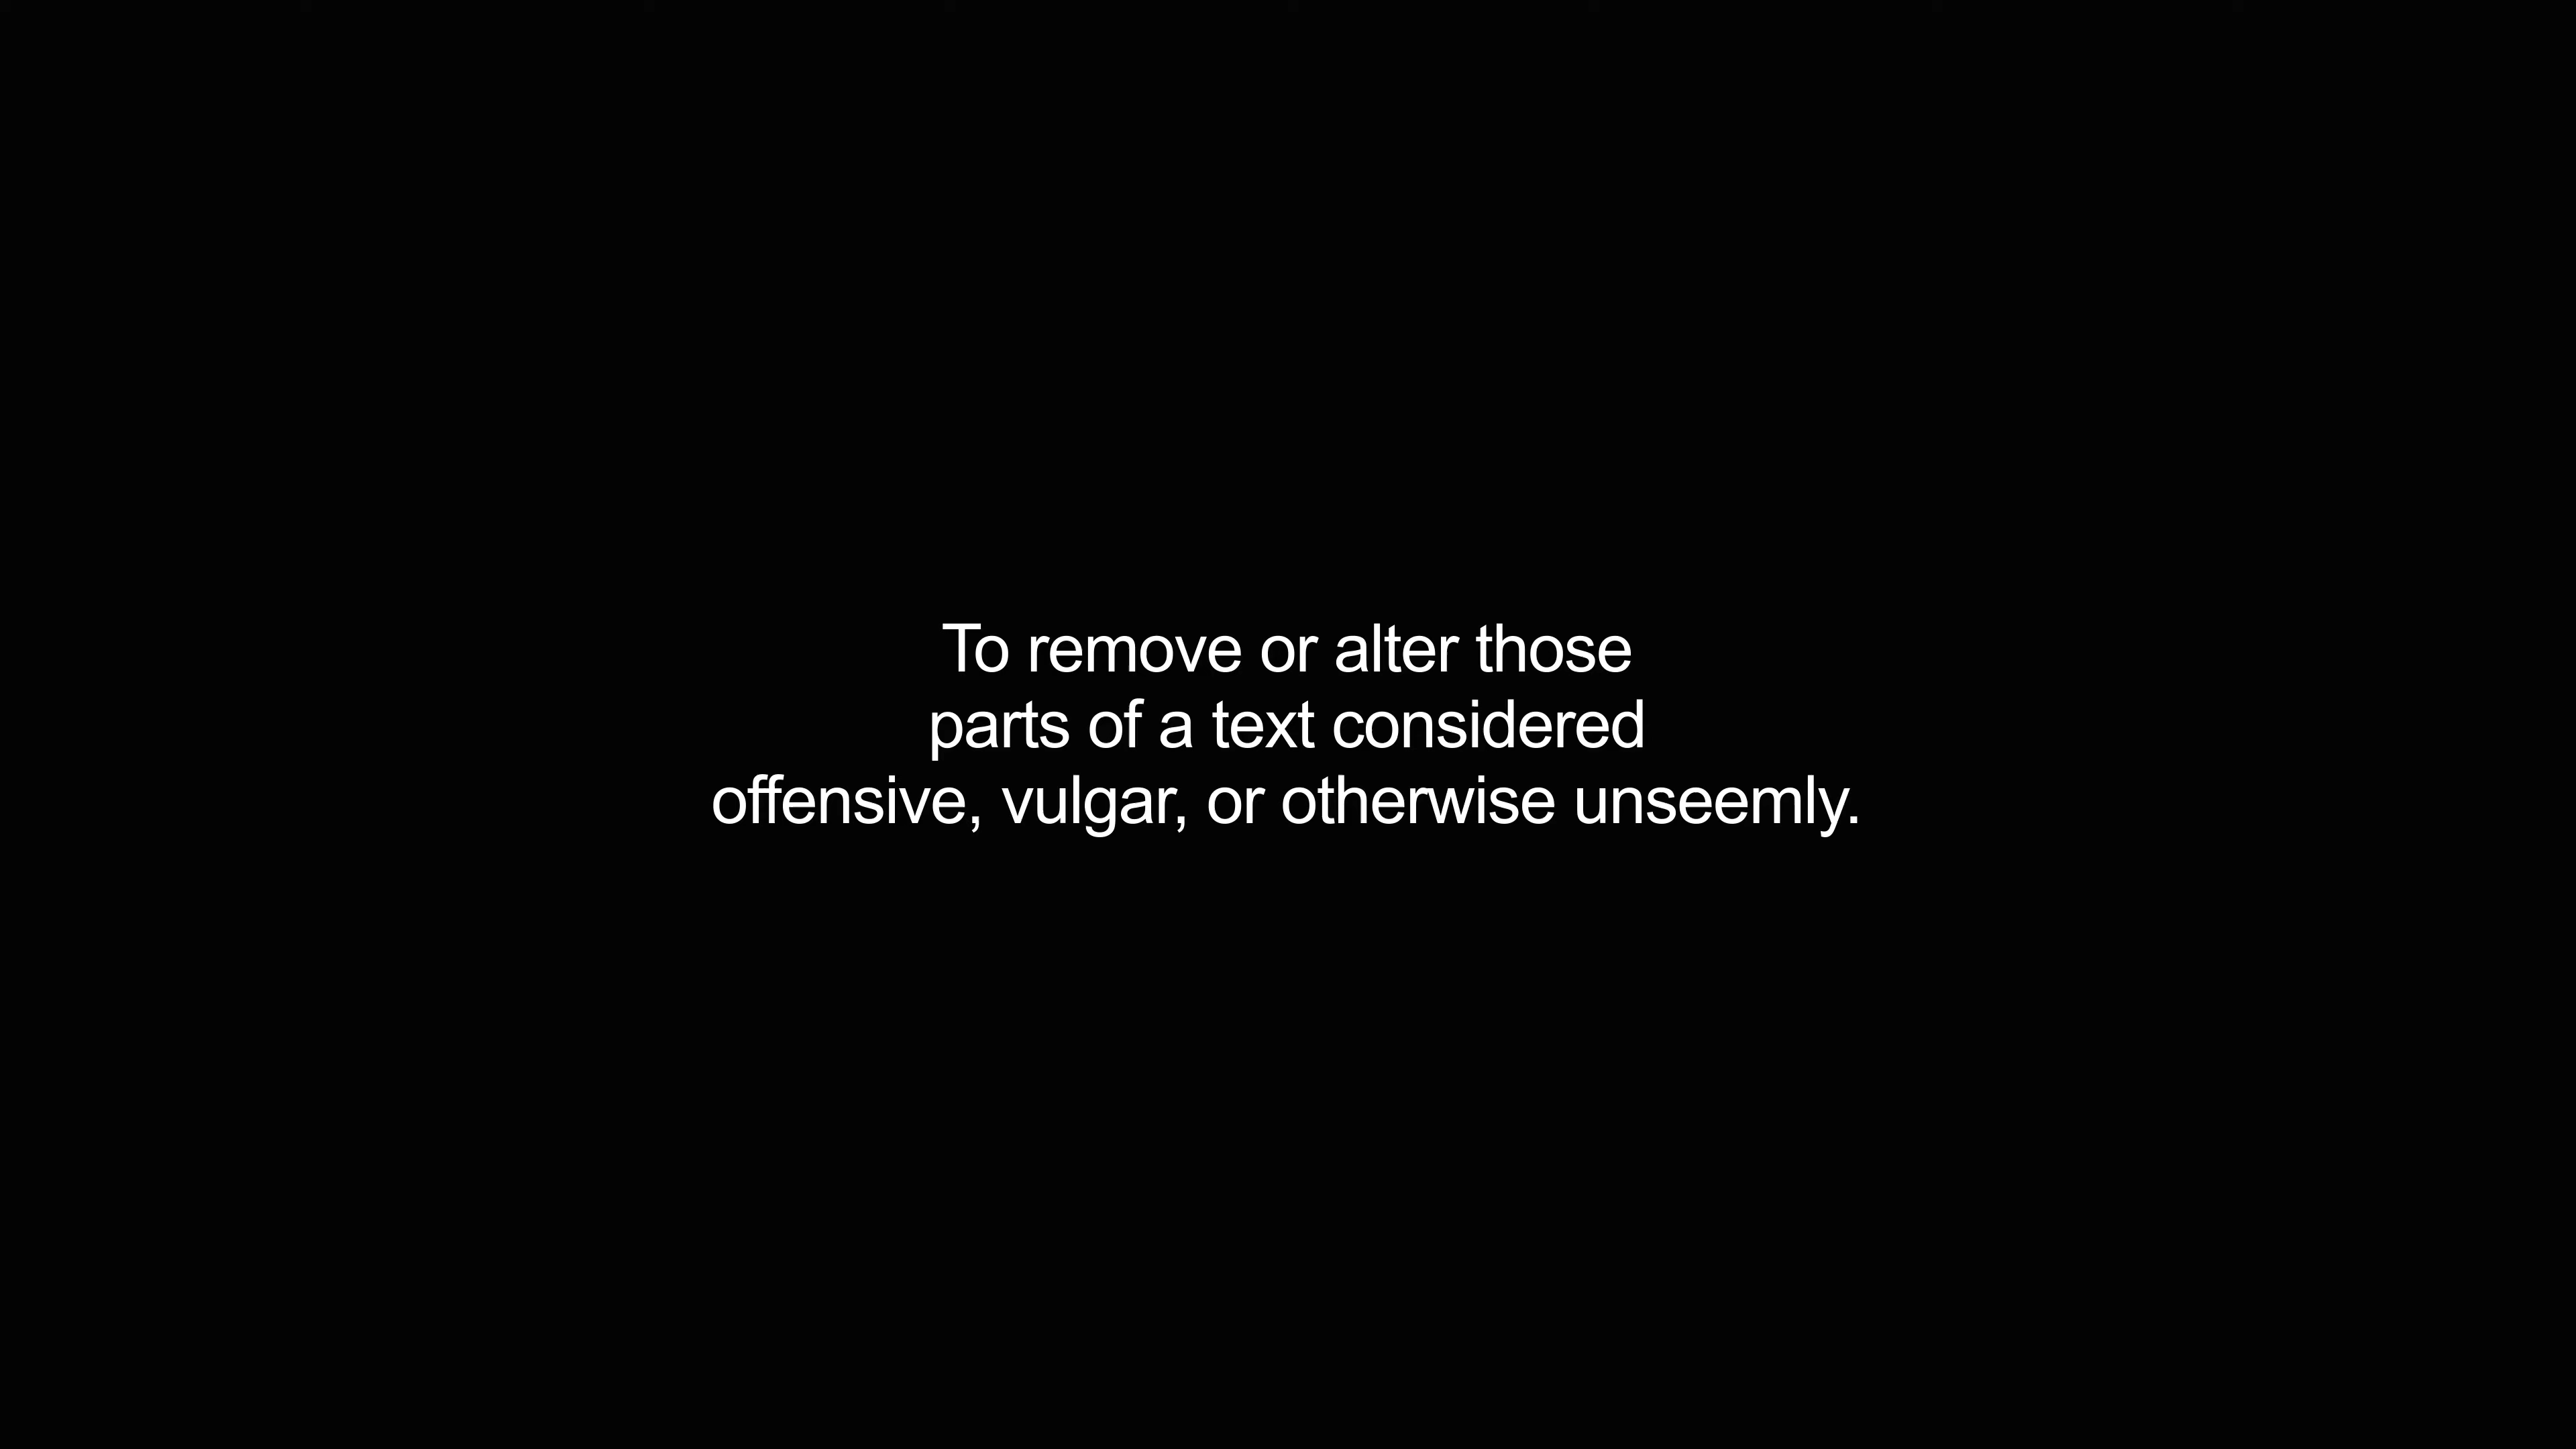 To remove or alter those
parts of a text considered
offensive, vulgar, or otherwise unseemly.